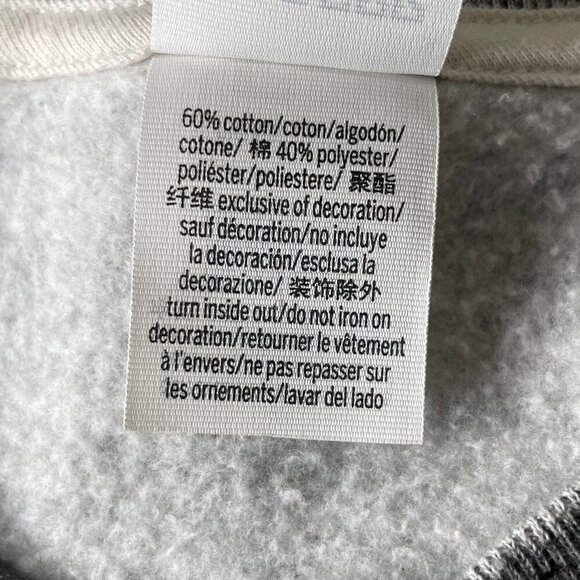 60% cotton/coton/algodón/
cotone/ 棉 40% polyester/
poliéster/poliestere/ 聚酯
纤维 exclusive of decoration/
sauf décoration/no incluye
la decoración/esclusa la
decorazione/ 装饰除外
turn inside out/do not iron on
decoration/retourner le vêtement
à l'envers/ne pas repasser sur
les ornements/lavar del lado